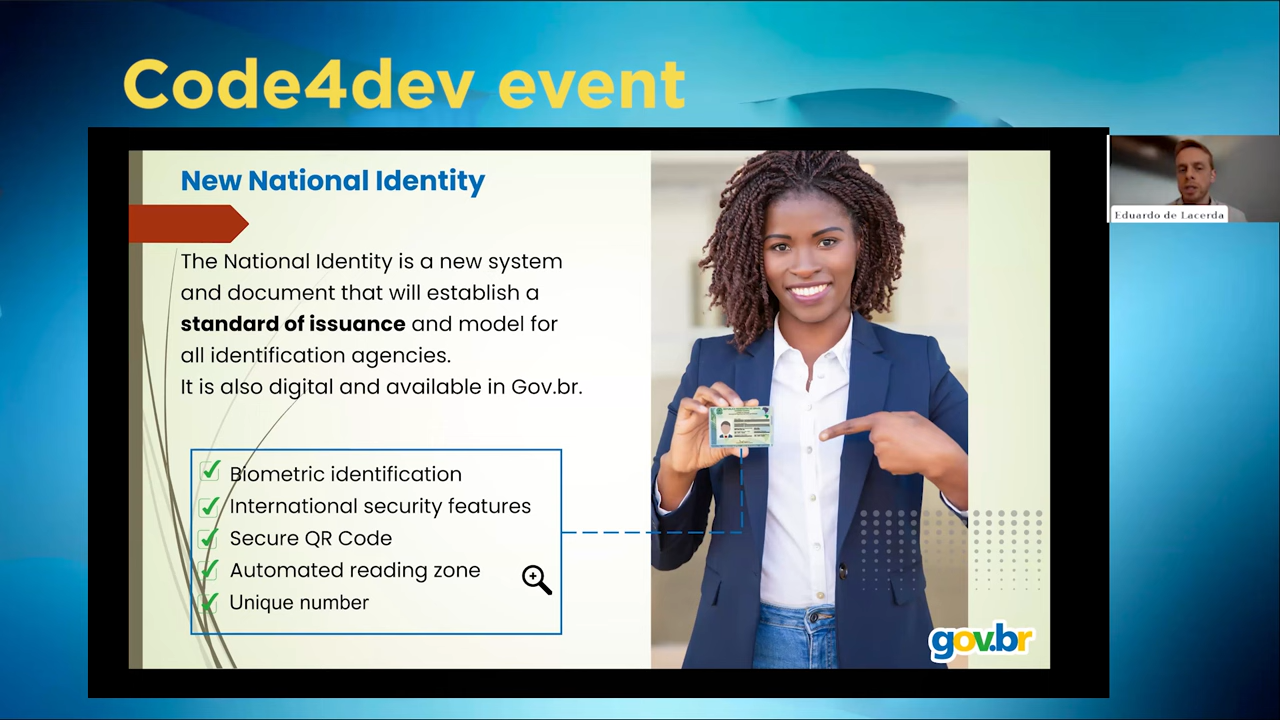 Code4dev event
New National Identity
The National Identity is a new system
and document that will establish a
standard of issuance and model for
all identification agencies.
It is also digital and available in Gov.br.
Biometric identification
International security features
Secure QR Code
Automated reading zone
Unique number
gov.br
Eduardo de Lacerda